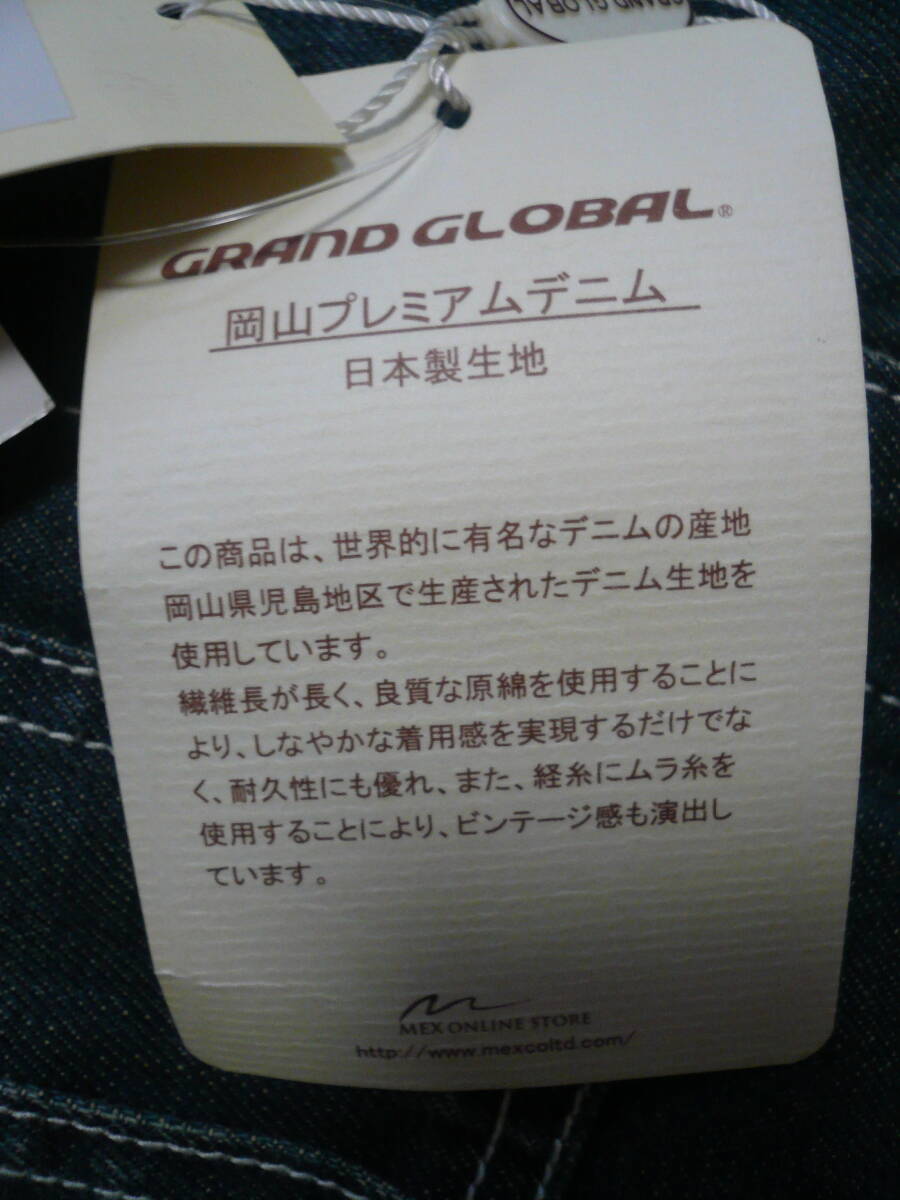 GRAND GLOBAL
GRAND GLOBAL®
岡山プレミアムデニム
日本製生地
この商品は、世界的に有名なデニムの産地
岡山県児島地区で生産されたデニム生地を
使用しています。
繊維長が長く、良質な原綿を使用することに
より、しなやかな着用感を実現するだけでな
く、耐久性にも優れ、また、経糸にムラ糸を
使用することにより、ビンテージ感も演出し
ています。
MEX ONLINE STORE
http://www.mexcoltd.com/